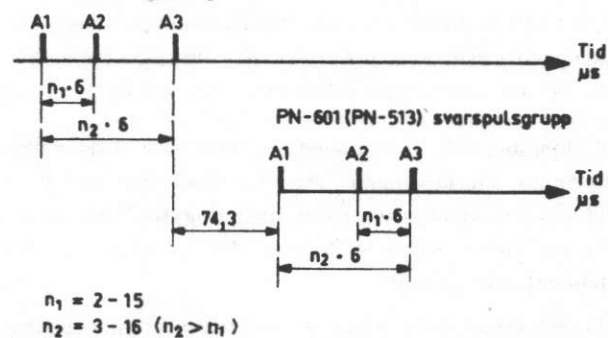 A1 A2 A3
Tid
µs
n₁·6
n₂ · 6
PN-601 (PN-513) svarspulsgrupp
A1 A2 A3
Tid
µs
74,3
n₁·6
n₂ · 6
n₁ = 2 - 15
n₂ = 3 - 16 (n₂ > n₁)